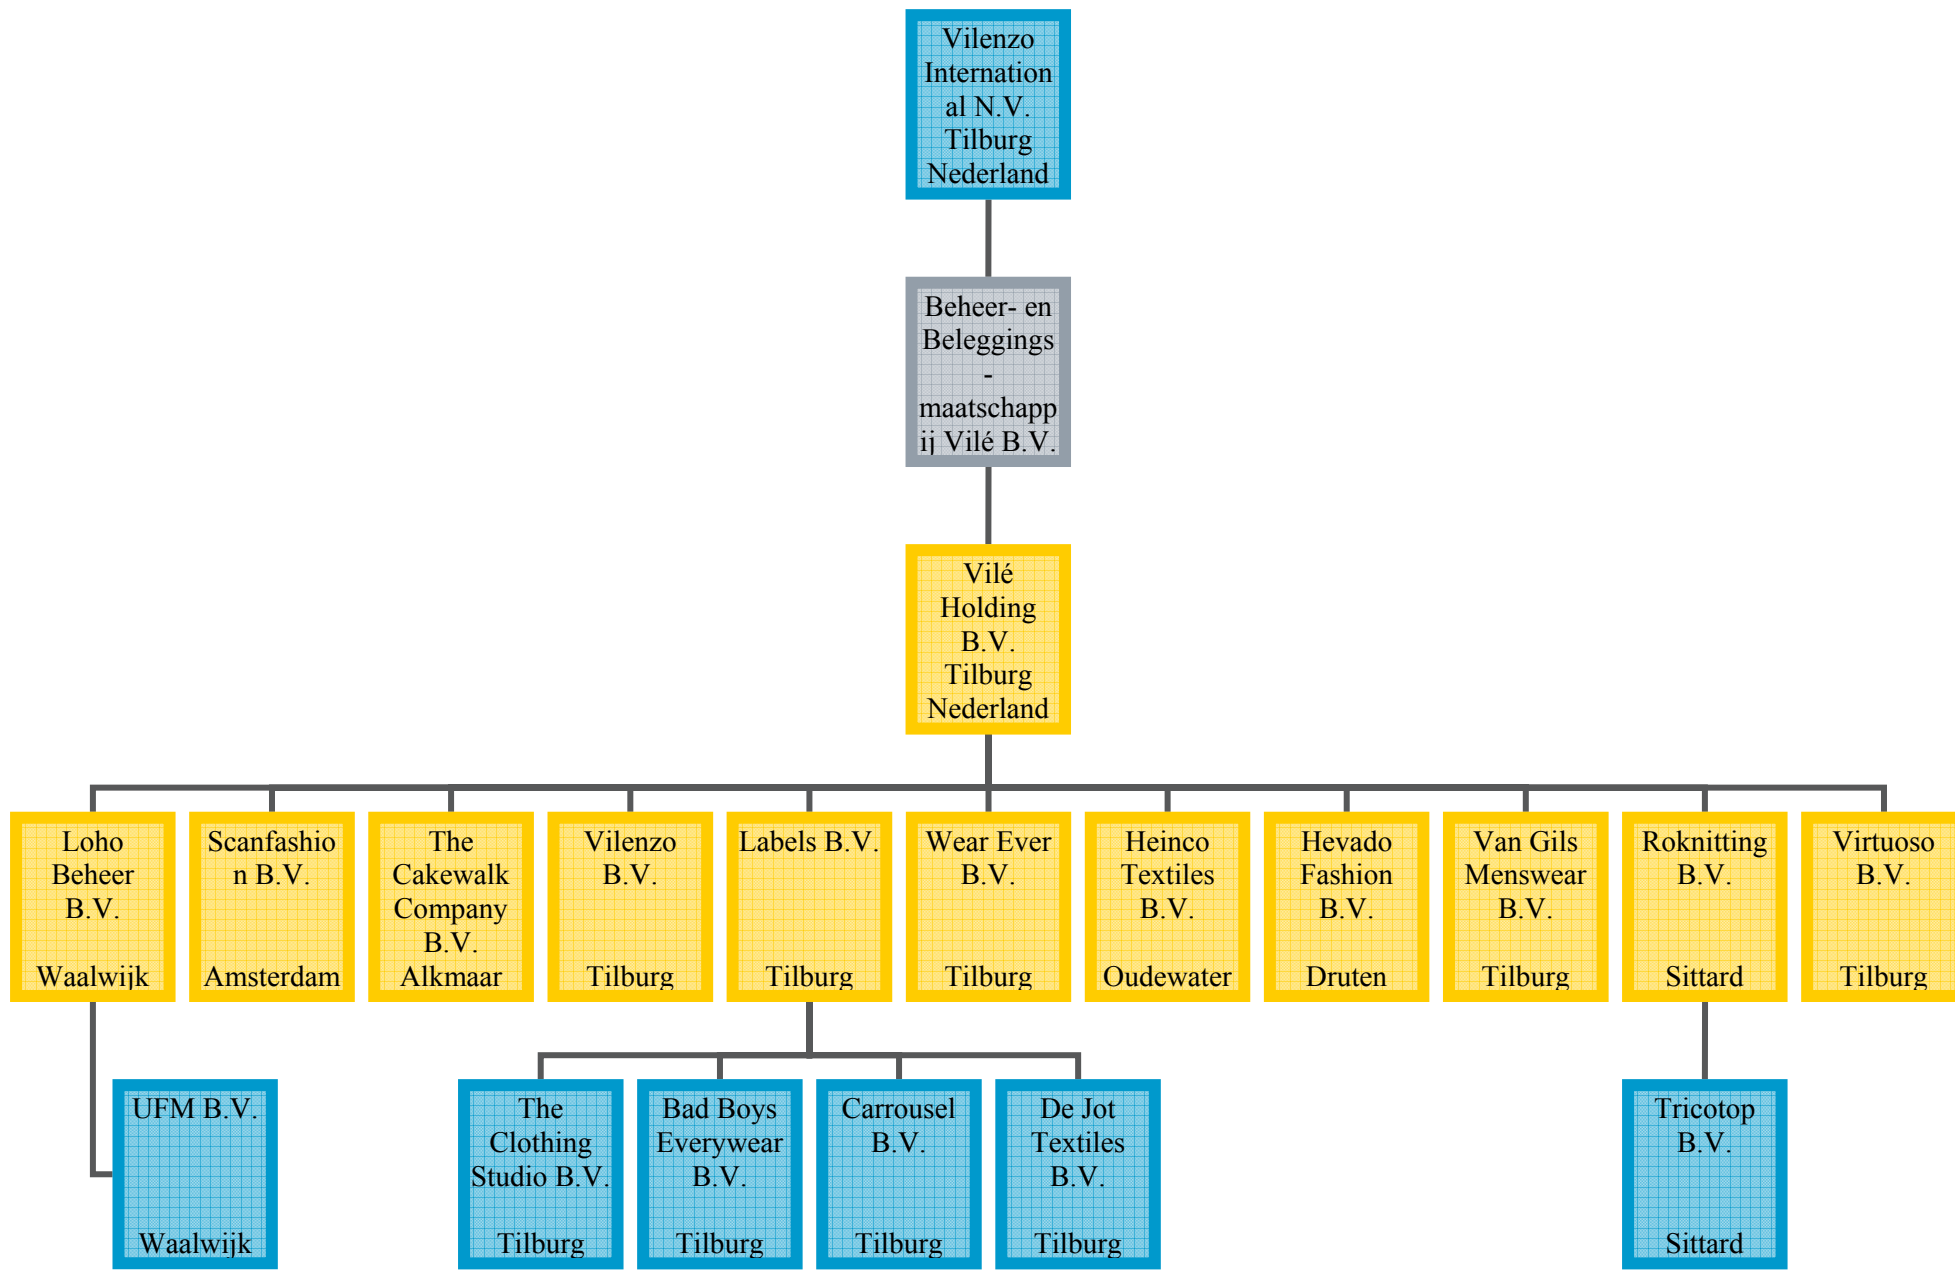 Vilenzo
Internation
al N.V.
Tilburg
Nederland
Beheer- en
Beleggings
-
maatschapp
ij Vilé B.V.
Vilé
Holding
B.V.
Tilburg
Nederland
Loho
Beheer
B.V.
Waalwijk
Scanfashio
n B.V.
Amsterdam
The
Cakewalk
Company
B.V.
Alkmaar
Vilenzo
B.V.
Tilburg
Labels B.V.
Tilburg
Wear Ever
B.V.
Tilburg
Heinco
Textiles
B.V.
Oudewater
Hevado
Fashion
B.V.
Druten
Van Gils
Menswear
B.V.
Tilburg
Roknitting
B.V.
Sittard
Virtuoso
B.V.
Tilburg
UFM B.V.
Waalwijk
The
Clothing
Studio B.V.
Tilburg
Bad Boys
Everywear
B.V.
Tilburg
Carrousel
B.V.
Tilburg
De Jot
Textiles
B.V.
Tilburg
Tricotop
B.V.
Sittard